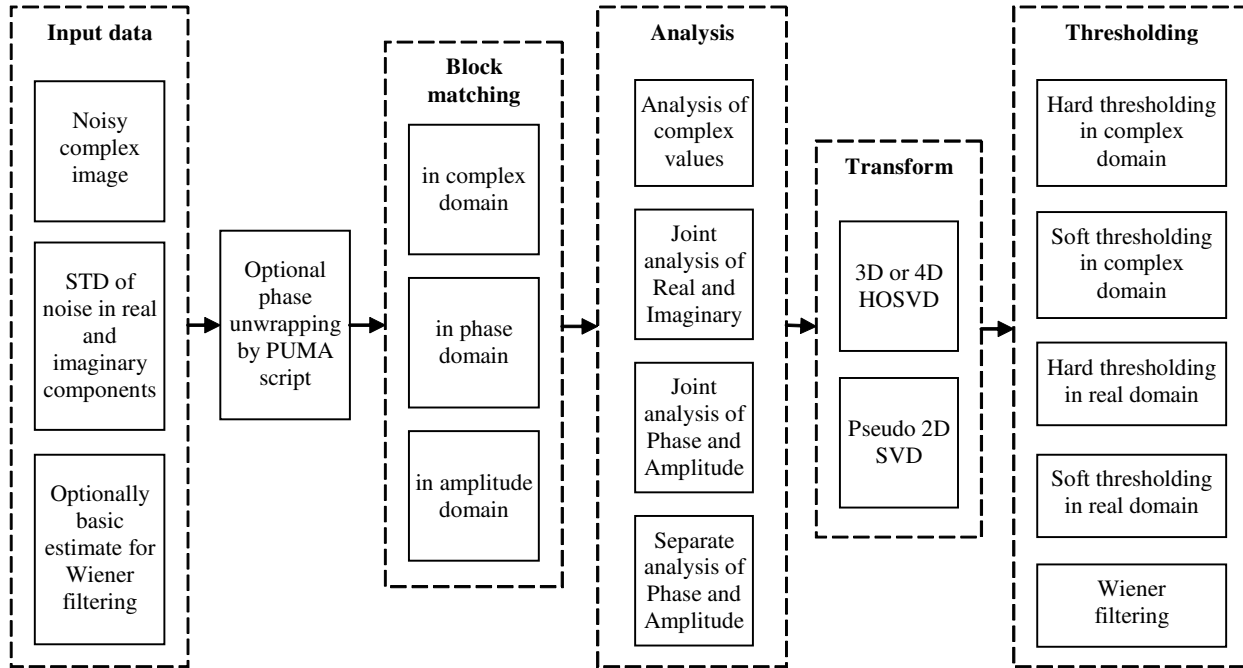 Input data
Noisy
complex
image
STD of
noise in real
and
imaginary
components
Optionally
basic
estimate for
Wiener
filtering
Optional
phase
unwrapping
by PUMA
script
Block
matching
in complex
domain
in phase
domain
in amplitude
domain
Analysis
Analysis of
complex
values
Joint
analysis of
Real and
Imaginary
Joint
analysis of
Phase and
Amplitude
Separate
analysis of
Phase and
Amplitude
Transform
3D or 4D
HOSVD
Pseudo 2D
SVD
Thresholding
Hard thresholding
in complex
domain
Soft thresholding
in complex
domain
Hard thresholding
in real domain
Soft thresholding
in real domain
Wiener
filtering